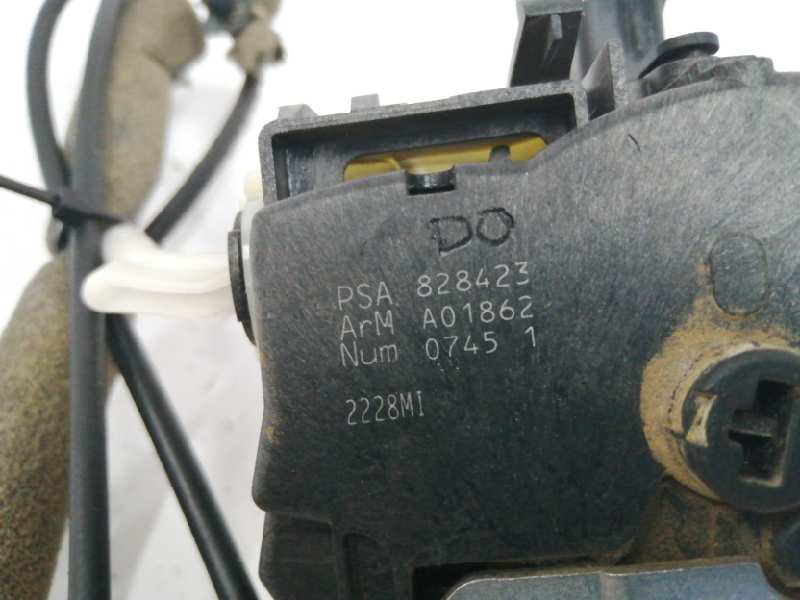 DO
PSA 828423
ArM A01862
Num 0745 1
2228MI